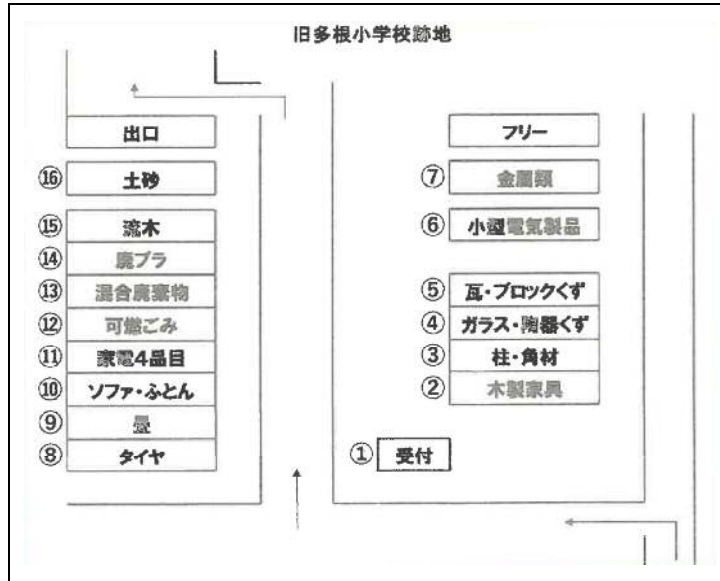 旧多根小学校跡地
出口
⑯ 土砂
⑮ 流木
⑭ 廃プラ
⑬ 混合廃棄物
⑫ 可燃ごみ
⑪ 家電4品目
⑩ ソファ・ふとん
⑨ 畳
⑧ タイヤ
フリー
⑦ 金属類
⑥ 小型電気製品
⑤ 瓦・ブロックくず
④ ガラス・陶器くず
③ 柱・角材
② 木製家具
① 受付